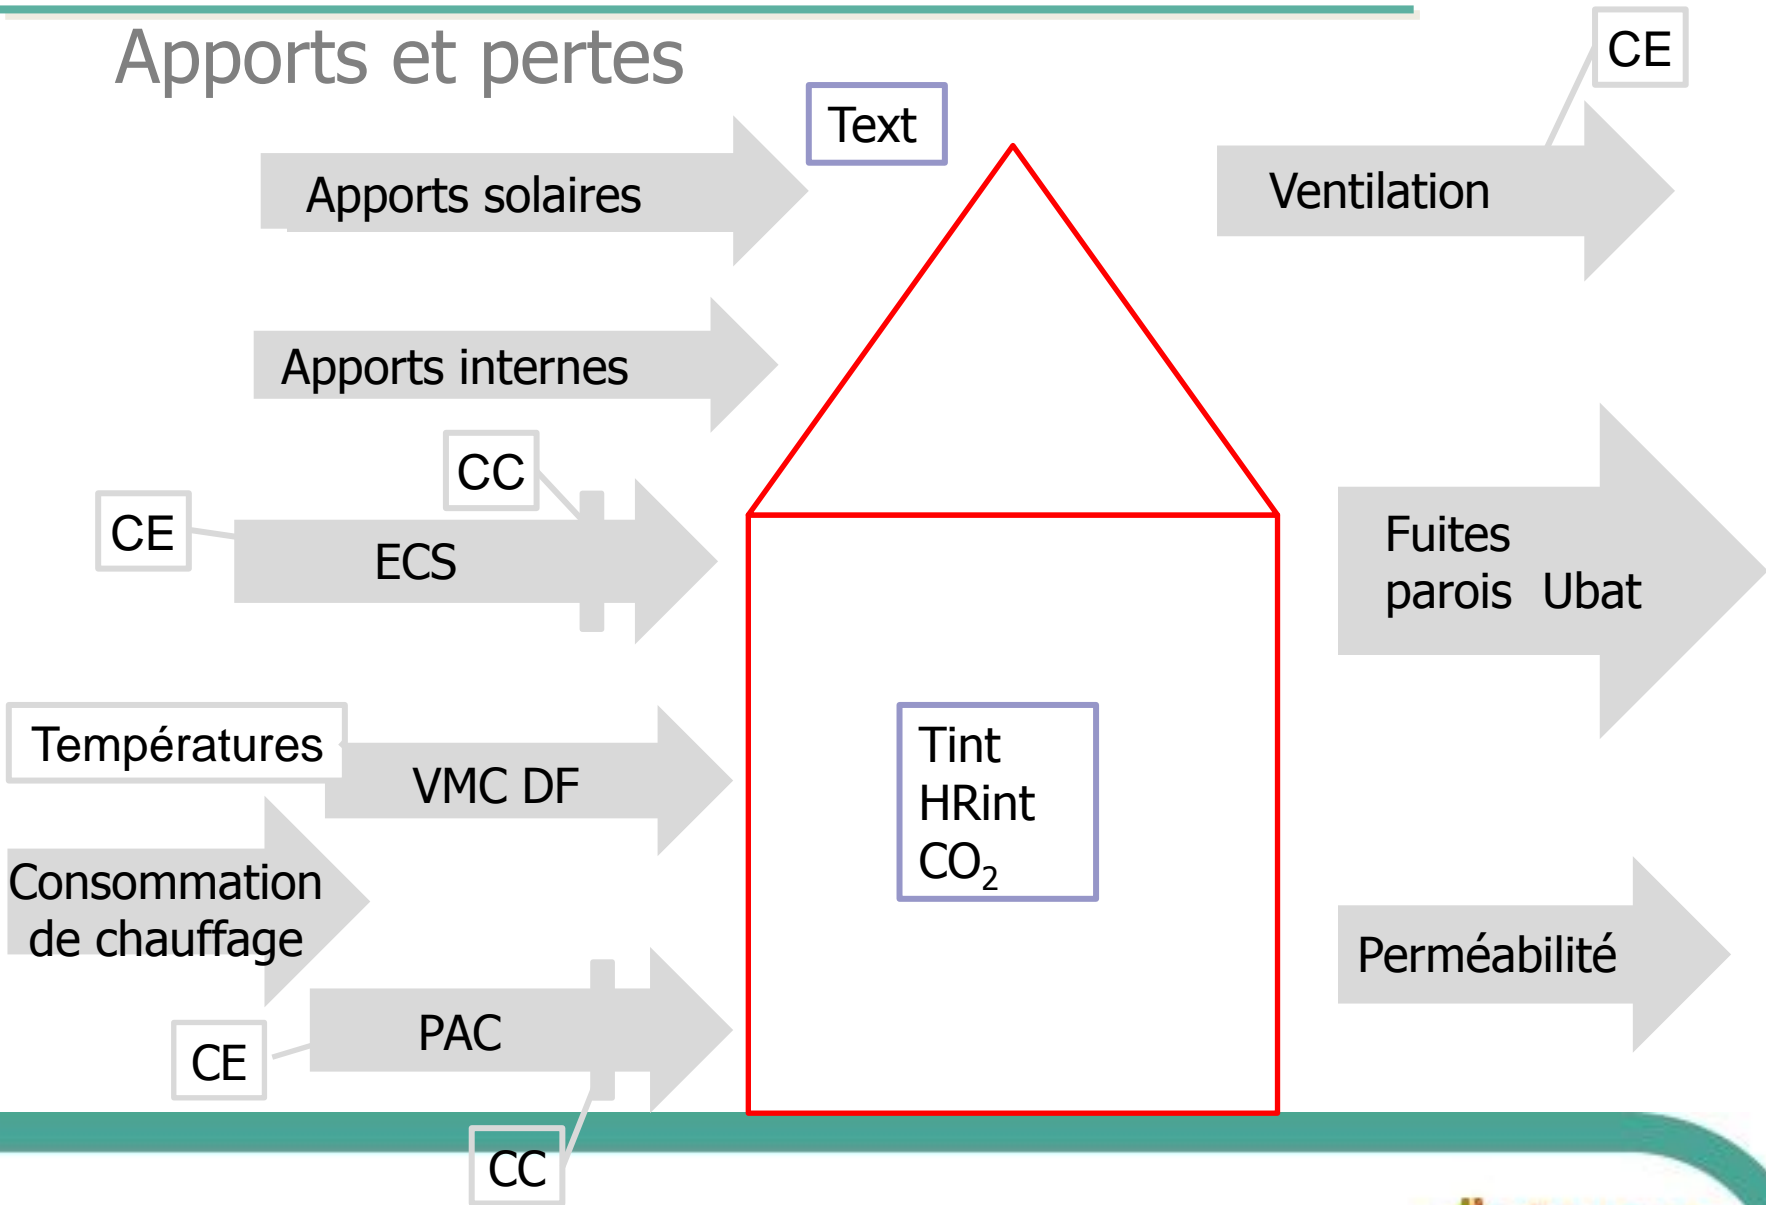 Apports et pertes
CE
Text
Apports solaires
Ventilation
Apports internes
CC
CE
ECS
Fuites
parois Ubat
Températures
VMC DF
Tint
HRint
CO₂
Consommation
de chauffage
Perméabilité
PAC
CE
CC